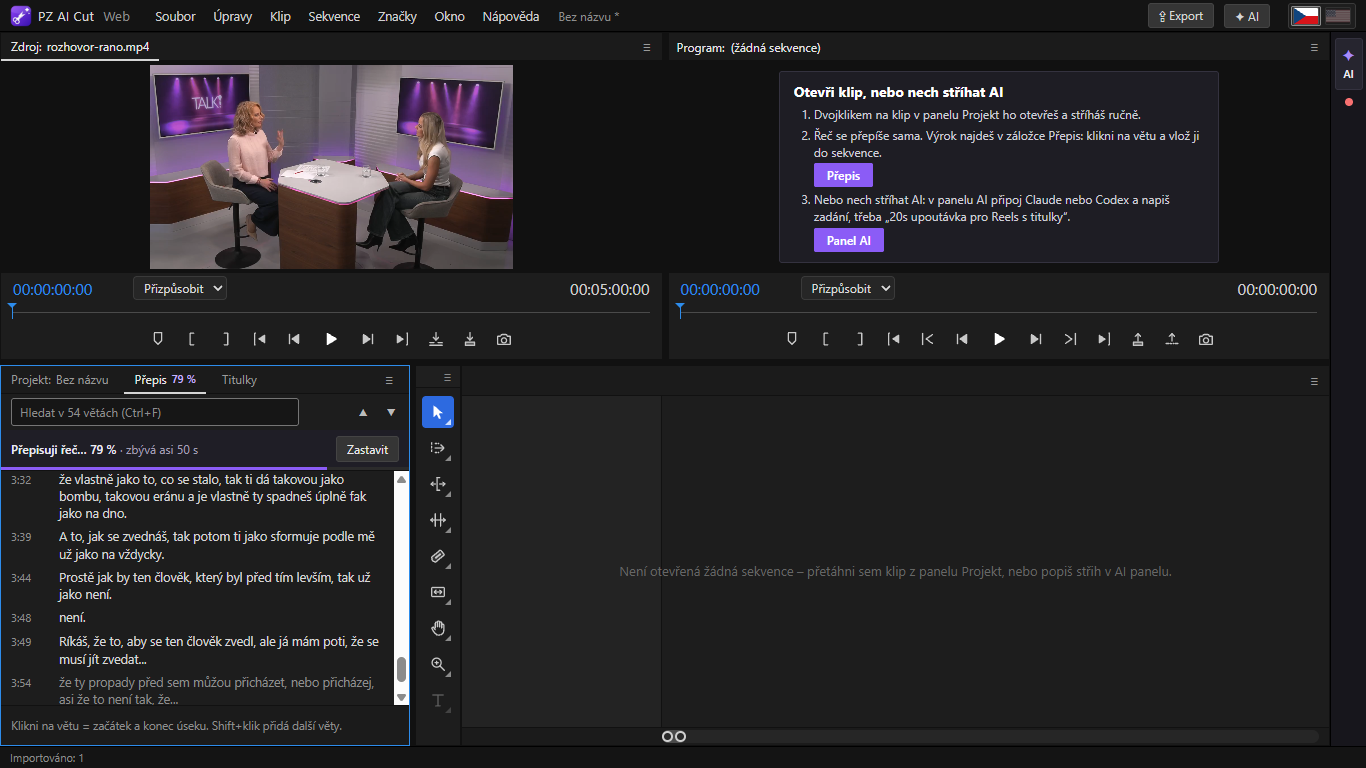 PZ AI Cut Web Soubor Úpravy Klip Sekvence Značky Okno Nápověda Bez názvu * Export AI
Zdroj: rozhovor-rano.mp4
Program: (žádná sekvence)
AI
TALK?
Otevři klip, nebo nech stříhat AI
1. Dvojklikem na klip v panelu Projekt ho otevřeš a stříháš ručně.
2. Řeč se přepíše sama. Výrok najdeš v záložce Přepis: klikni na větu a vlož ji
do sekvence.
Přepis
3. Nebo nech stříhat AI: v panelu AI připoj Claude nebo Codex a napiš
zadání, třeba „20s upoutávka pro Reels s titulky“.
Panel AI
00:00:00:00 Přizpůsobit 00:05:00:00
00:00:00:00 Přizpůsobit 00:00:00:00
Projekt: Bez názvu Přepis 79 % Titulky
Hledat v 54 větách (Ctrl+F)
Přepisuji řeč... 79 % · zbývá asi 50 s Zastavit
3:32 že vlastně jako to, co se stalo, tak ti dá takovou jako
bombu, takovou eránu a je vlastně ty spadneš úplně fak
jako na dno.
3:39 A to, jak se zvednáš, tak potom ti jako sformuje podle mě
už jako na vždycky.
3:44 Prostě jak by ten člověk, který byl před tím levším, tak už
jako není.
3:48 není.
3:49 Ríkáš, že to, aby se ten člověk zvedl, ale já mám poti, že se
musí jít zvedat...
3:54 že ty propady před sem můžou přicházet, nebo přicházej,
asi že to není tak, že...
Klikni na větu = začátek a konec úseku. Shift+klik přidá další věty.
T
Není otevřená žádná sekvence – přetáhni sem klip z panelu Projekt, nebo popiš střih v AI panelu.
Importováno: 1